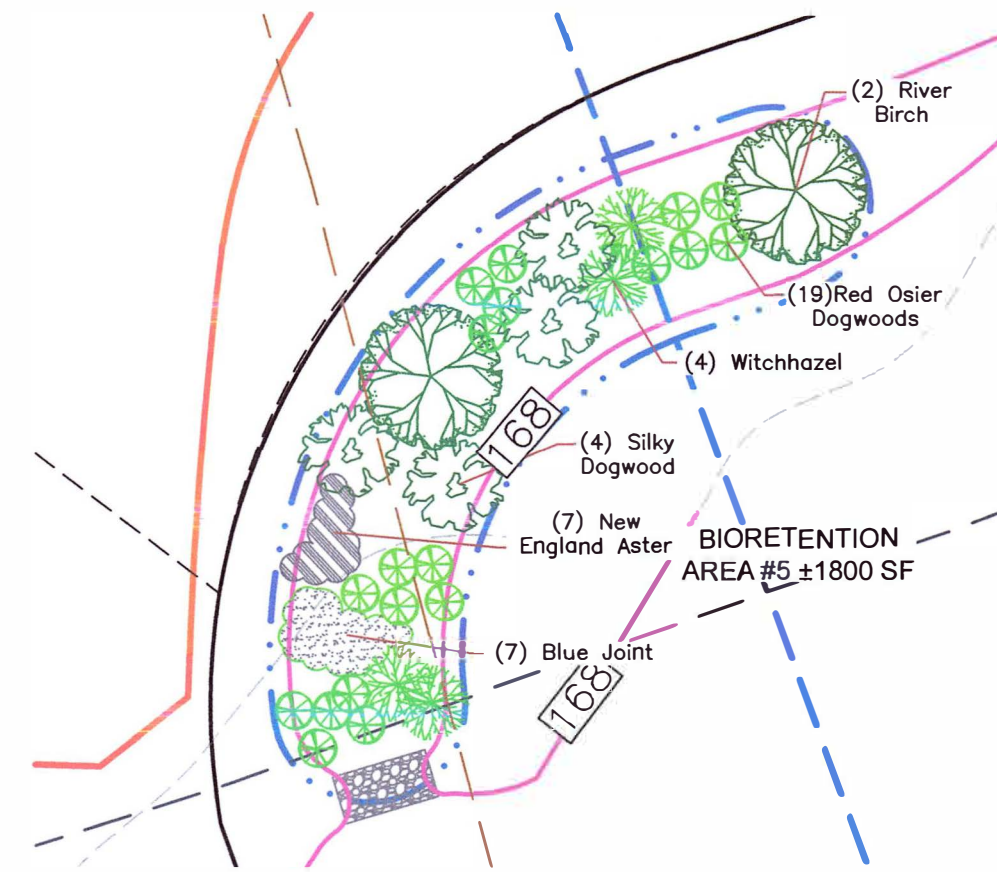 (2) River
Birch
(19)Red Osier
Dogwoods
(4) Witchhazel
168
(4) Silky
Dogwood
(7) New
England Aster
BIORETENTION
AREA #5 ±1800 SF
(7) Blue Joint
168